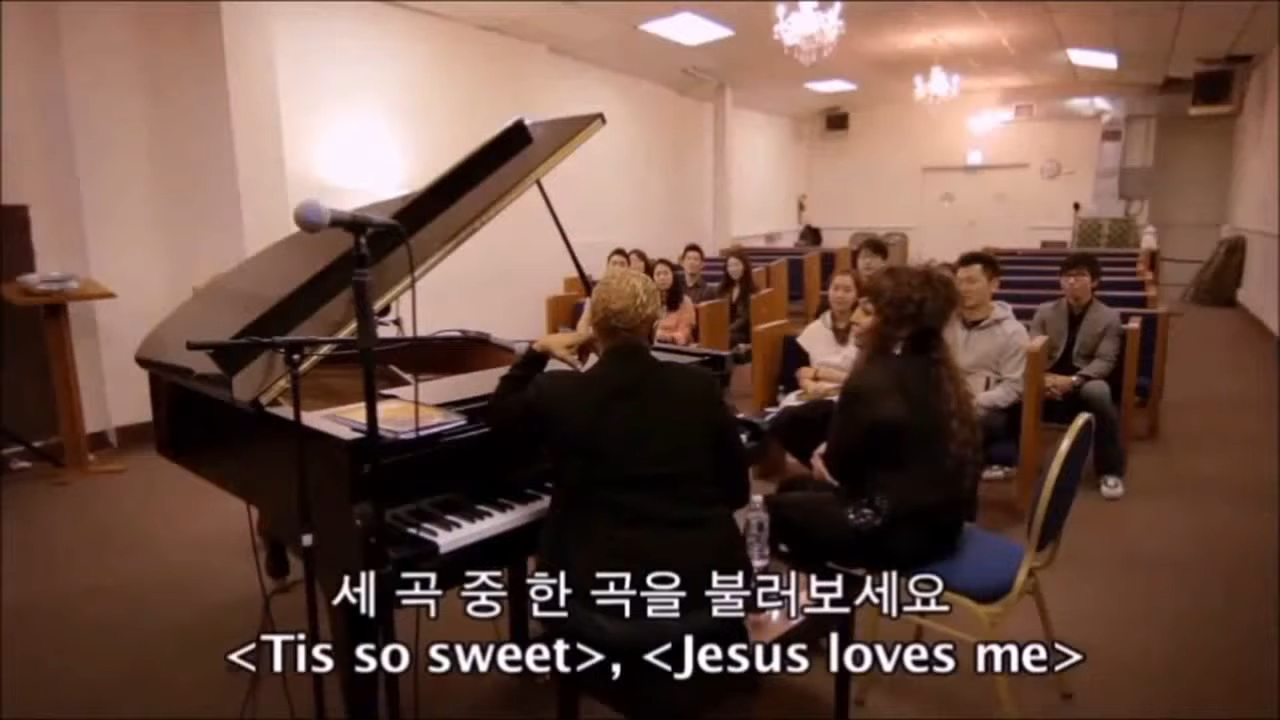 세 곡 중 한 곡을 불러보세요
<Tis so sweet>, <Jesus loves me>